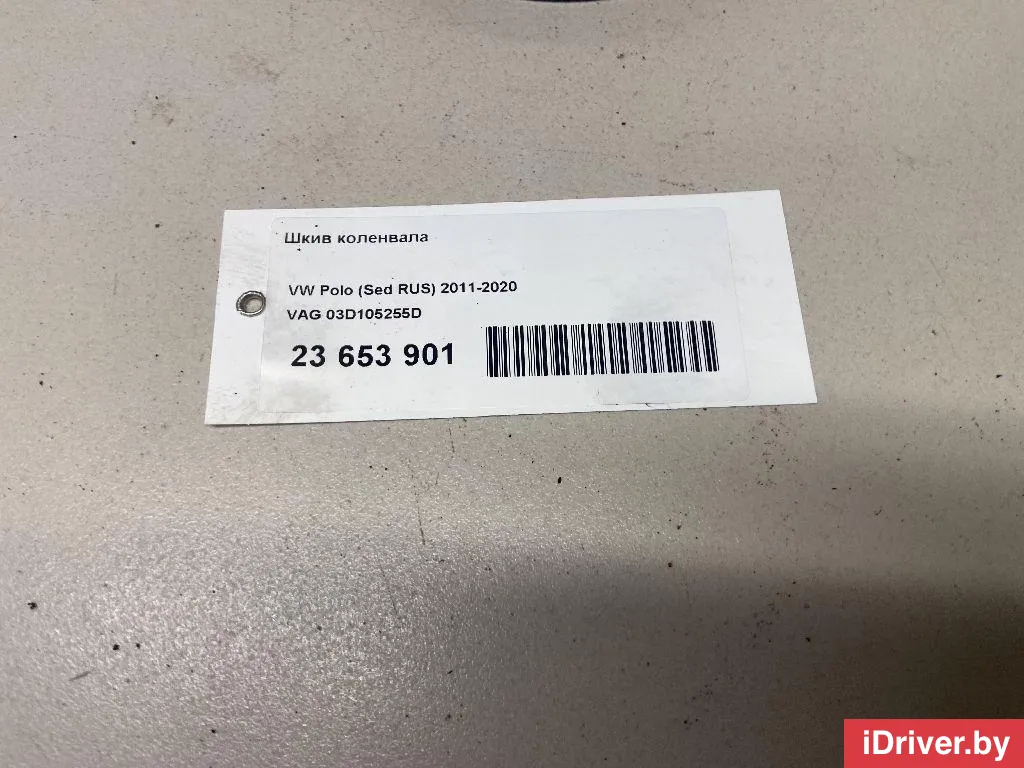 Шкив коленвала
VW Polo (Sed RUS) 2011-2020
VAG 03D105255D
23 653 901
iDriver.by